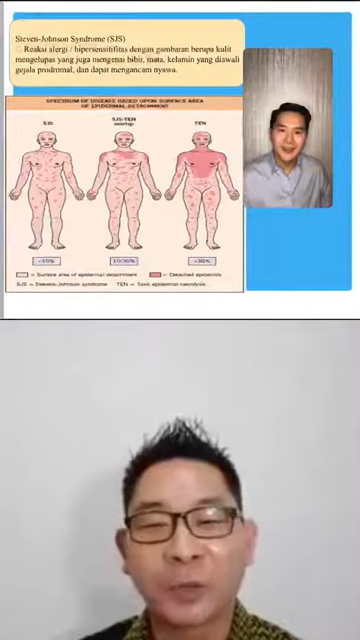 Steven-Johnson Syndrome (SJS)
Reaksi alergi / hipersensitifitas dengan gambaran berupa kulit
mengelupas yang juga mengenai bibir, mata, kelamin yang diawali
gejala prodromal, dan dapat mengancam nyawa.
SPECTRUM OF DISEASE BASED UPON SURFACE AREA
OF EPIDERMAL DETACHMENT
SJS SJS-TEN overlap TEN
<10% 10-30% >30%
= Surface area of epidermal detachment = Detached epidermis
SJS = Stevens-Johnson syndrome TEN = Toxic epidermal necrolysis